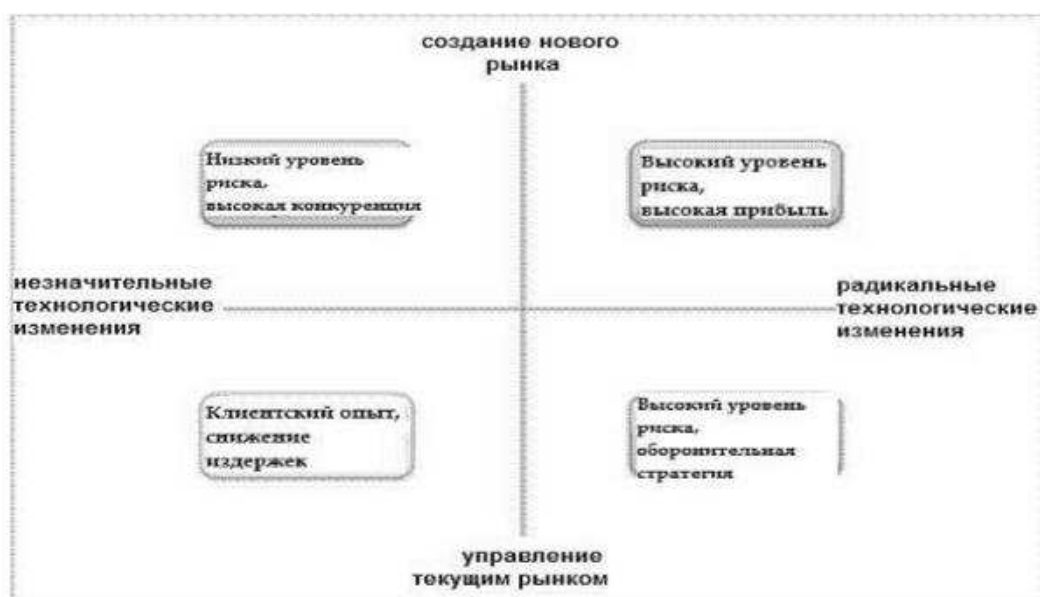 создание нового
рынка
Низкий уровень
риска,
высокая конкуренция
Высокий уровень
риска,
высокая прибыль
незначительные
технологические
изменения
радикальные
технологические
изменения
Клиентский опыт,
снижение
издержек
Высокий уровень
риска,
оборонительная
стратегия
управление
текущим рынком